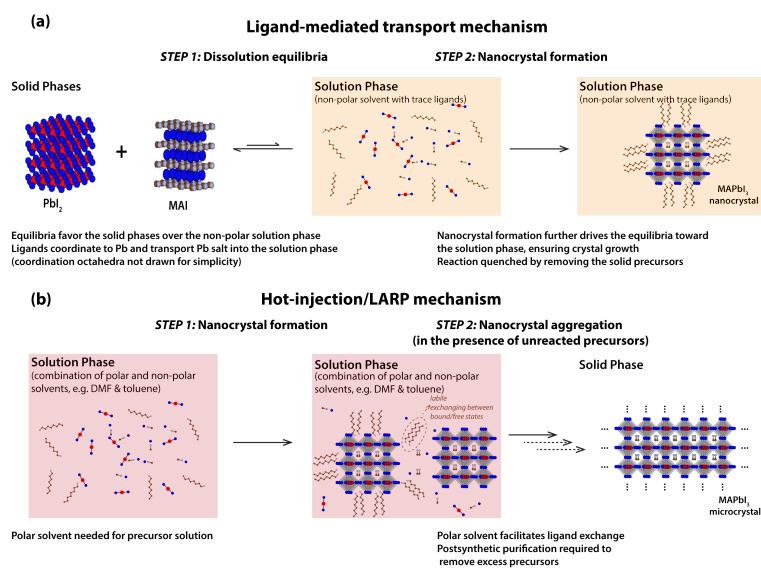 (a)
Ligand-mediated transport mechanism
STEP 1: Dissolution equilibria
STEP 2: Nanocrystal formation
Solid Phases
Solution Phase
(non-polar solvent with trace ligands)
Solution Phase
(non-polar solvent with trace ligands)
+
PbI2
MAI
MAPbI3
nanocrystal
Equilibria favor the solid phases over the non-polar solution phase
Ligands coordinate to Pb and transport Pb salt into the solution phase
(coordination octahedra not drawn for simplicity)
Nanocrystal formation further drives the equilibria toward
the solution phase, ensuring crystal growth
Reaction quenched by removing the solid precursors
(b)
Hot-injection/LARP mechanism
STEP 1: Nanocrystal formation
STEP 2: Nanocrystal aggregation
(in the presence of unreacted precursors)
Solution Phase
(combination of polar and non-polar
solvents, e.g. DMF & toluene)
Solution Phase
(combination of polar and non-polar
solvents, e.g. DMF & toluene)
labile
exchanging between
bound/free states
Solid Phase
MAPbI3
microcrystal
Polar solvent needed for precursor solution
Polar solvent facilitates ligand exchange
Postsynthetic purification required to
remove excess precursors